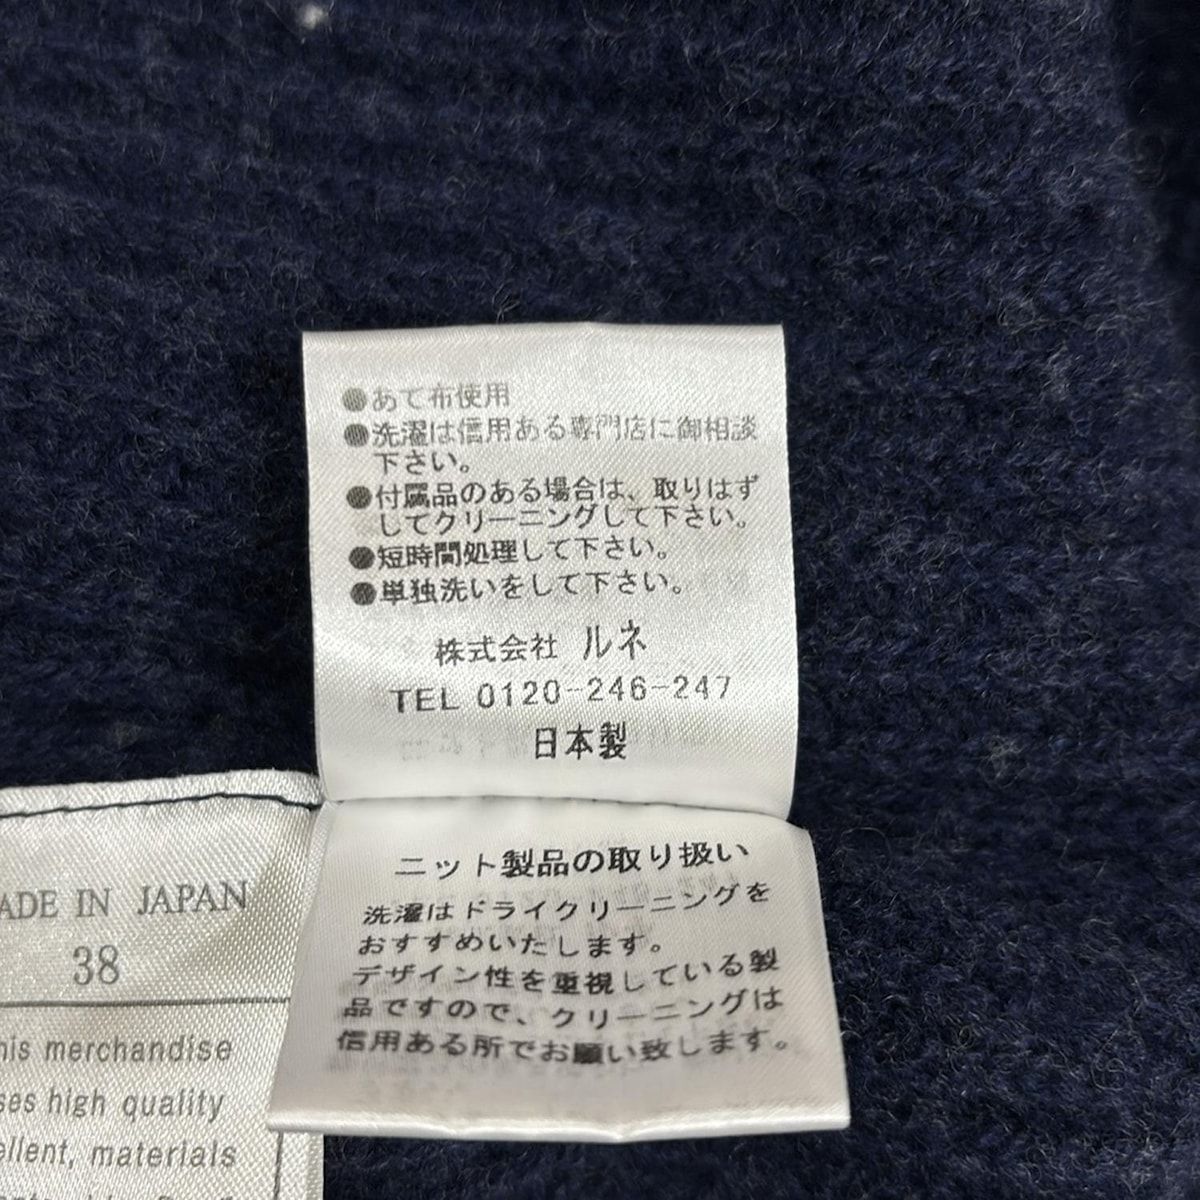 ●あて布使用
●洗濯は信用ある専門店に御相談
下さい。
●付属品のある場合は、取りはず
してクリーニングして下さい。
●短時間処理して下さい。
●単独洗いをして下さい。
株式会社 ルネ
TEL 0120-246-247
日本製
ニット製品の取り扱い
洗濯はドライクリーニングを
おすすめいたします。
デザイン性を重視している製
品ですので、クリーニングは
信用ある所でお願い致します。
ADE IN JAPAN
38
his merchandise
ses high quality
ellent, materials